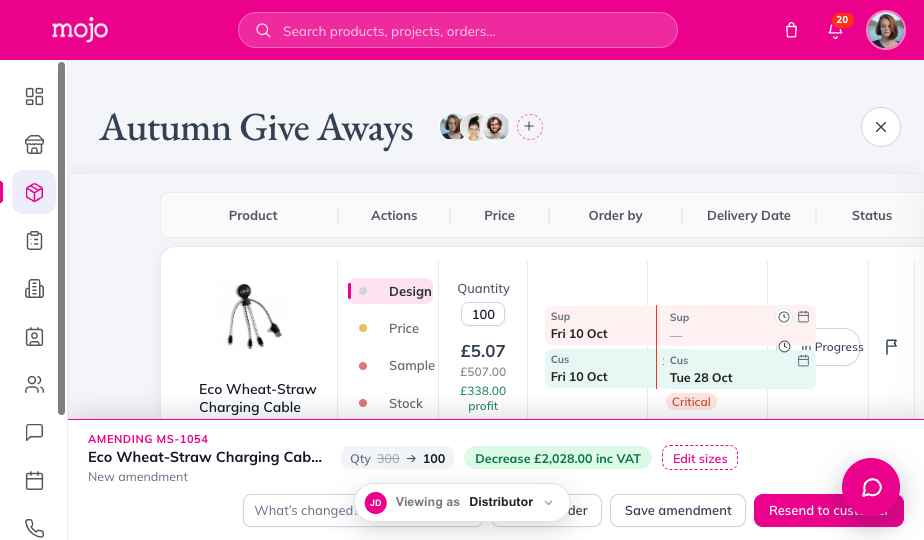 mojo
Search products, projects, orders...
20
Autumn Give Aways
+
Product Actions Price Order by Delivery Date Status
Design
Price
Sample
Stock
Eco Wheat-Straw
Charging Cable
Quantity
100
£5.07
£507.00
£338.00
profit
Sup
Fri 10 Oct
Cus
Fri 10 Oct
Sup
—
Cus
Tue 28 Oct
Critical
In Progress
AMENDING MS-1054
Eco Wheat-Straw Charging Cab...
New amendment
Qty 300 → 100
Decrease £2,028.00 inc VAT
Edit sizes
What's changed
JD Viewing as Distributor
Save amendment
Resend to